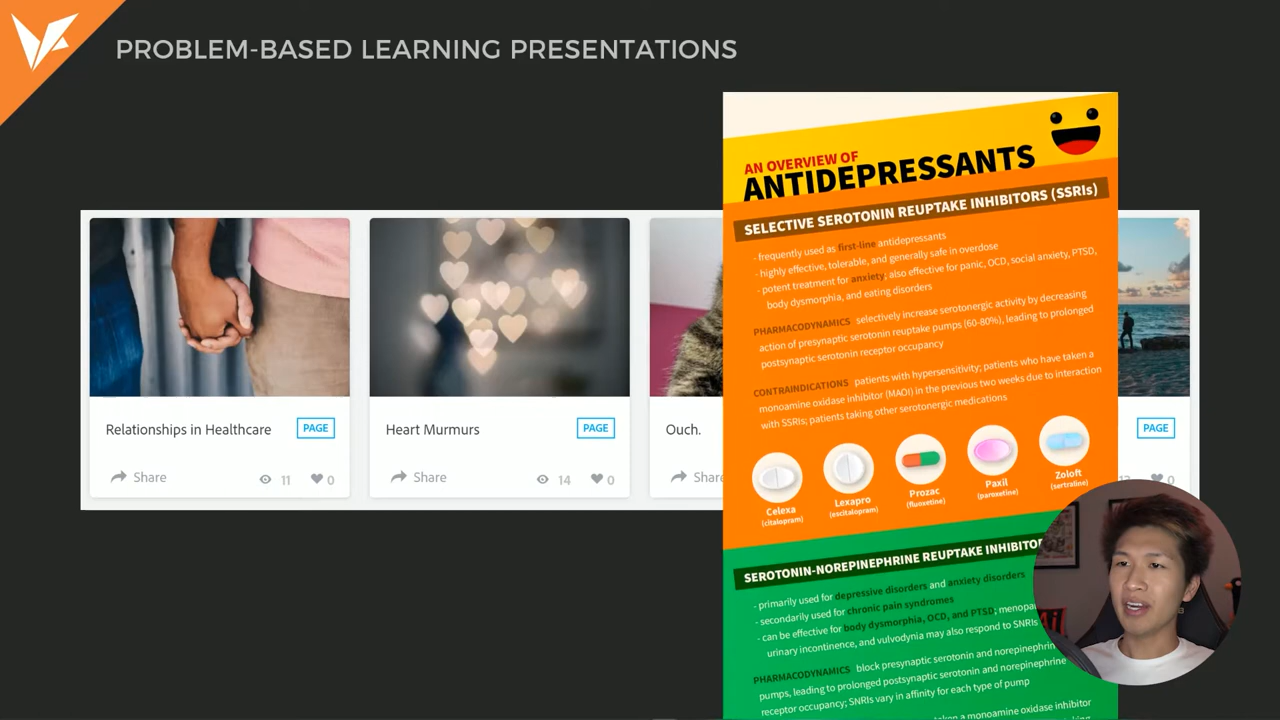 PROBLEM-BASED LEARNING PRESENTATIONS
Relationships in Healthcare
PAGE
Share
11
0
Heart Murmurs
PAGE
Share
14
0
Ouch.
Share
PAGE
0
AN OVERVIEW OF
ANTIDEPRESSANTS
SELECTIVE SEROTONIN REUPTAKE INHIBITORS (SSRIs)
- frequently used as first-line antidepressants
- highly effective, tolerable, and generally safe in overdose
- potent treatment for anxiety; also effective for panic, OCD, social anxiety, PTSD,
body dysmorphia, and eating disorders
PHARMACODYNAMICS selectively increase serotonergic activity by decreasing
action of presynaptic serotonin reuptake pumps (60-80%), leading to prolonged
postsynaptic serotonin receptor occupancy
CONTRAINDICATIONS patients with hypersensitivity; patients who have taken a
monoamine oxidase inhibitor (MAOI) in the previous two weeks due to interaction
with SSRIs; patients taking other serotonergic medications
Celexa
(citalopram)
Lexapro
(escitalopram)
Prozac
(fluoxetine)
Paxil
(paroxetine)
Zoloft
(sertraline)
SEROTONIN-NOREPINEPHRINE REUPTAKE INHIBITOR
- primarily used for depressive disorders and anxiety disorders
- secondarily used for chronic pain syndromes
- can be effective for body dysmorphia, OCD, and PTSD; menopau
urinary incontinence, and vulvodynia may also respond to SNRIs
PHARMACODYNAMICS block presynaptic serotonin and norepinephrin
pumps, leading to prolonged postsynaptic serotonin and norepinephrine
receptor occupancy; SNRIs vary in affinity for each type of pump
taken a monoamine oxidase inhibitor